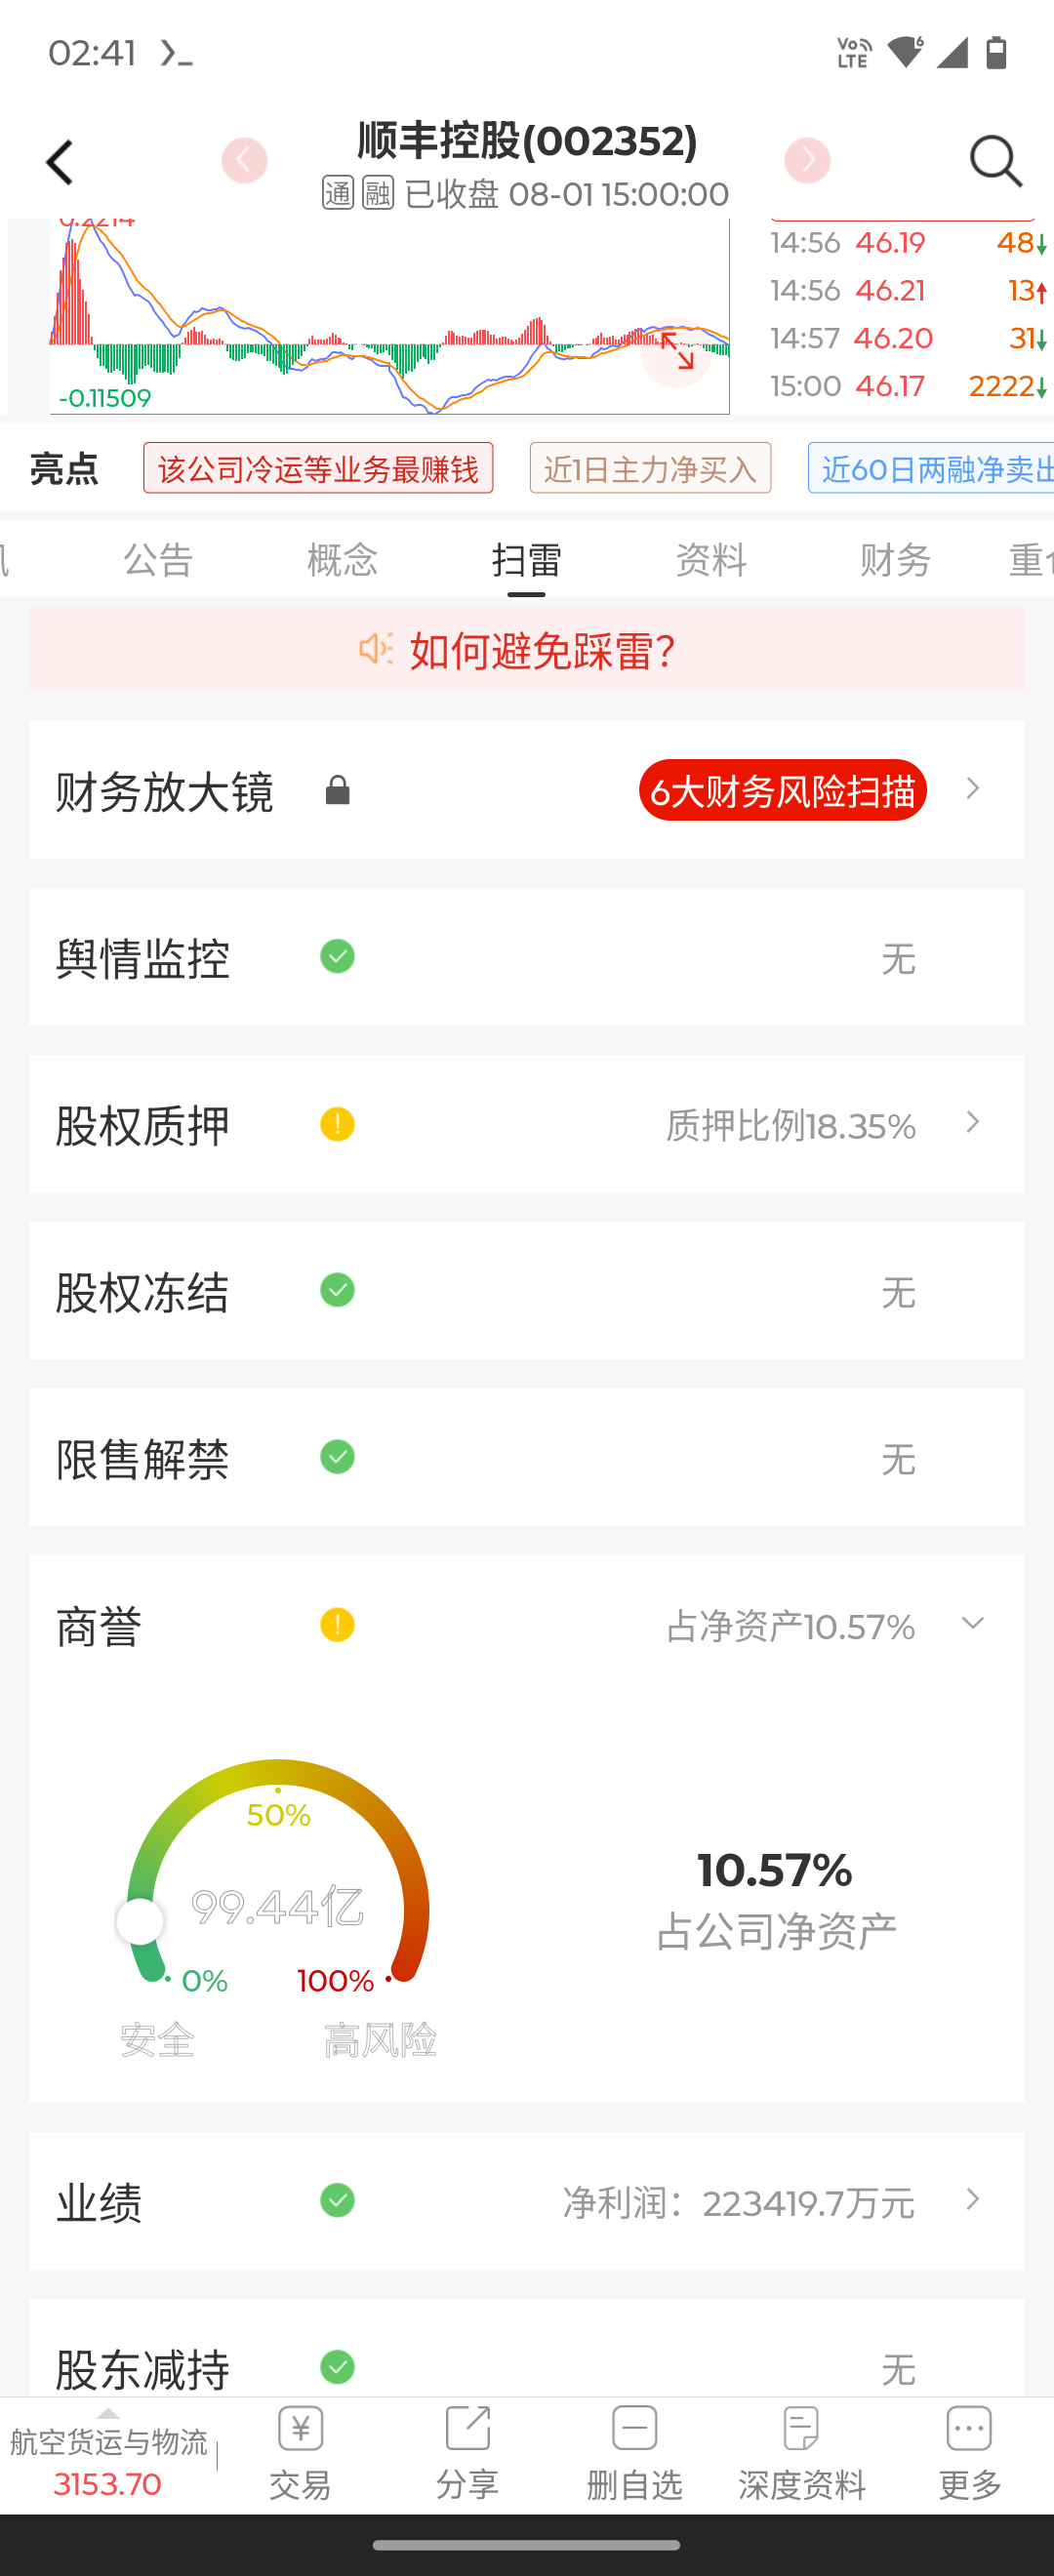 02:41
Vo LTE
6
顺丰控股(002352)
通 融 已收盘 08-01 15:00:00
0.2214
-0.11509
14:56 46.19 48↓
14:56 46.21 13↑
14:57 46.20 31↓
15:00 46.17 2222↓
亮点 该公司冷运等业务最赚钱 近1日主力净买入 近60日两融净卖出
公告 概念 扫雷 资料 财务 重仓
如何避免踩雷?
财务放大镜 6大财务风险扫描
舆情监控 无
股权质押 质押比例18.35%
股权冻结 无
限售解禁 无
商誉 占净资产10.57%
50%
99.44亿
0% 100%
安全 高风险
10.57%
占公司净资产
业绩 净利润：223419.7万元
股东减持 无
航空货运与物流
3153.70
交易 分享 删自选 深度资料 更多